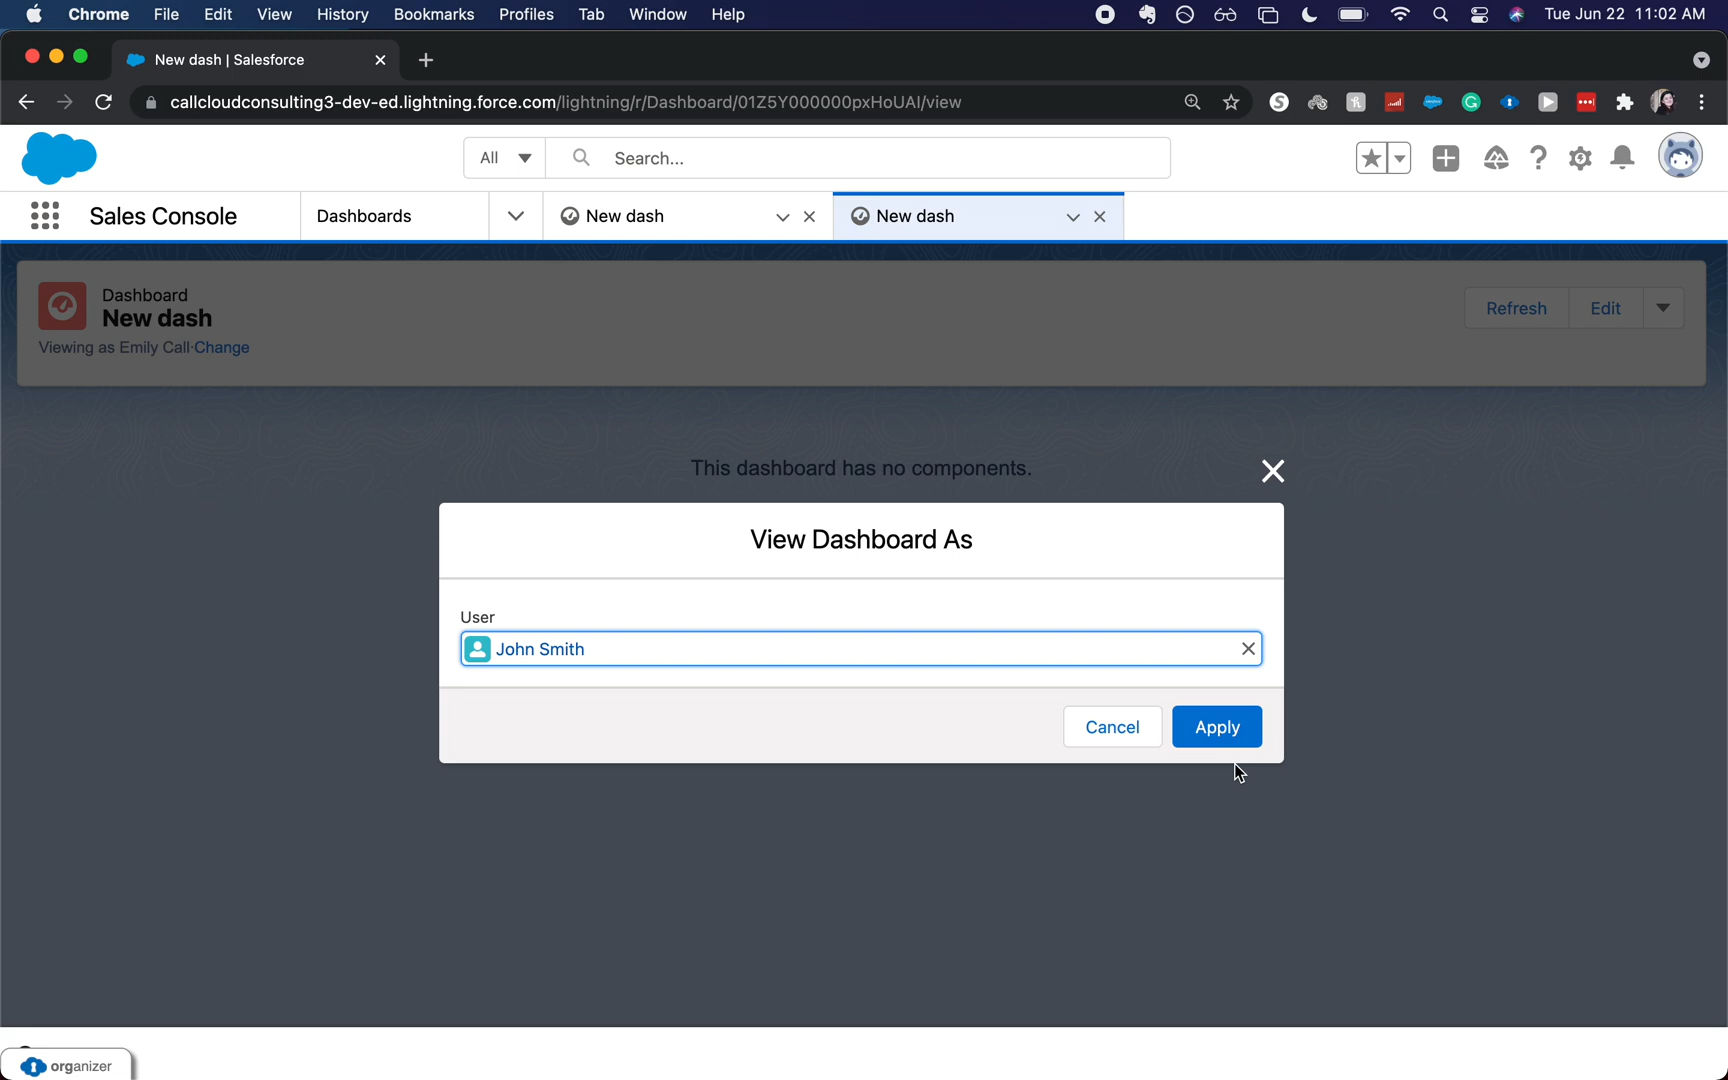 Chrome File Edit View History Bookmarks Profiles Tab Window Help Tue Jun 22 11:02 AM
New dash | Salesforce
callcloudconsulting3-dev-ed.lightning.force.com/lightning/r/Dashboard/01Z5Y000000pxHoUAI/view
All Search...
Sales Console Dashboards New dash New dash
Dashboard
New dash
Viewing as Emily Call·Change
Refresh Edit
This dashboard has no components.
View Dashboard As
User
John Smith
Cancel Apply
organizer